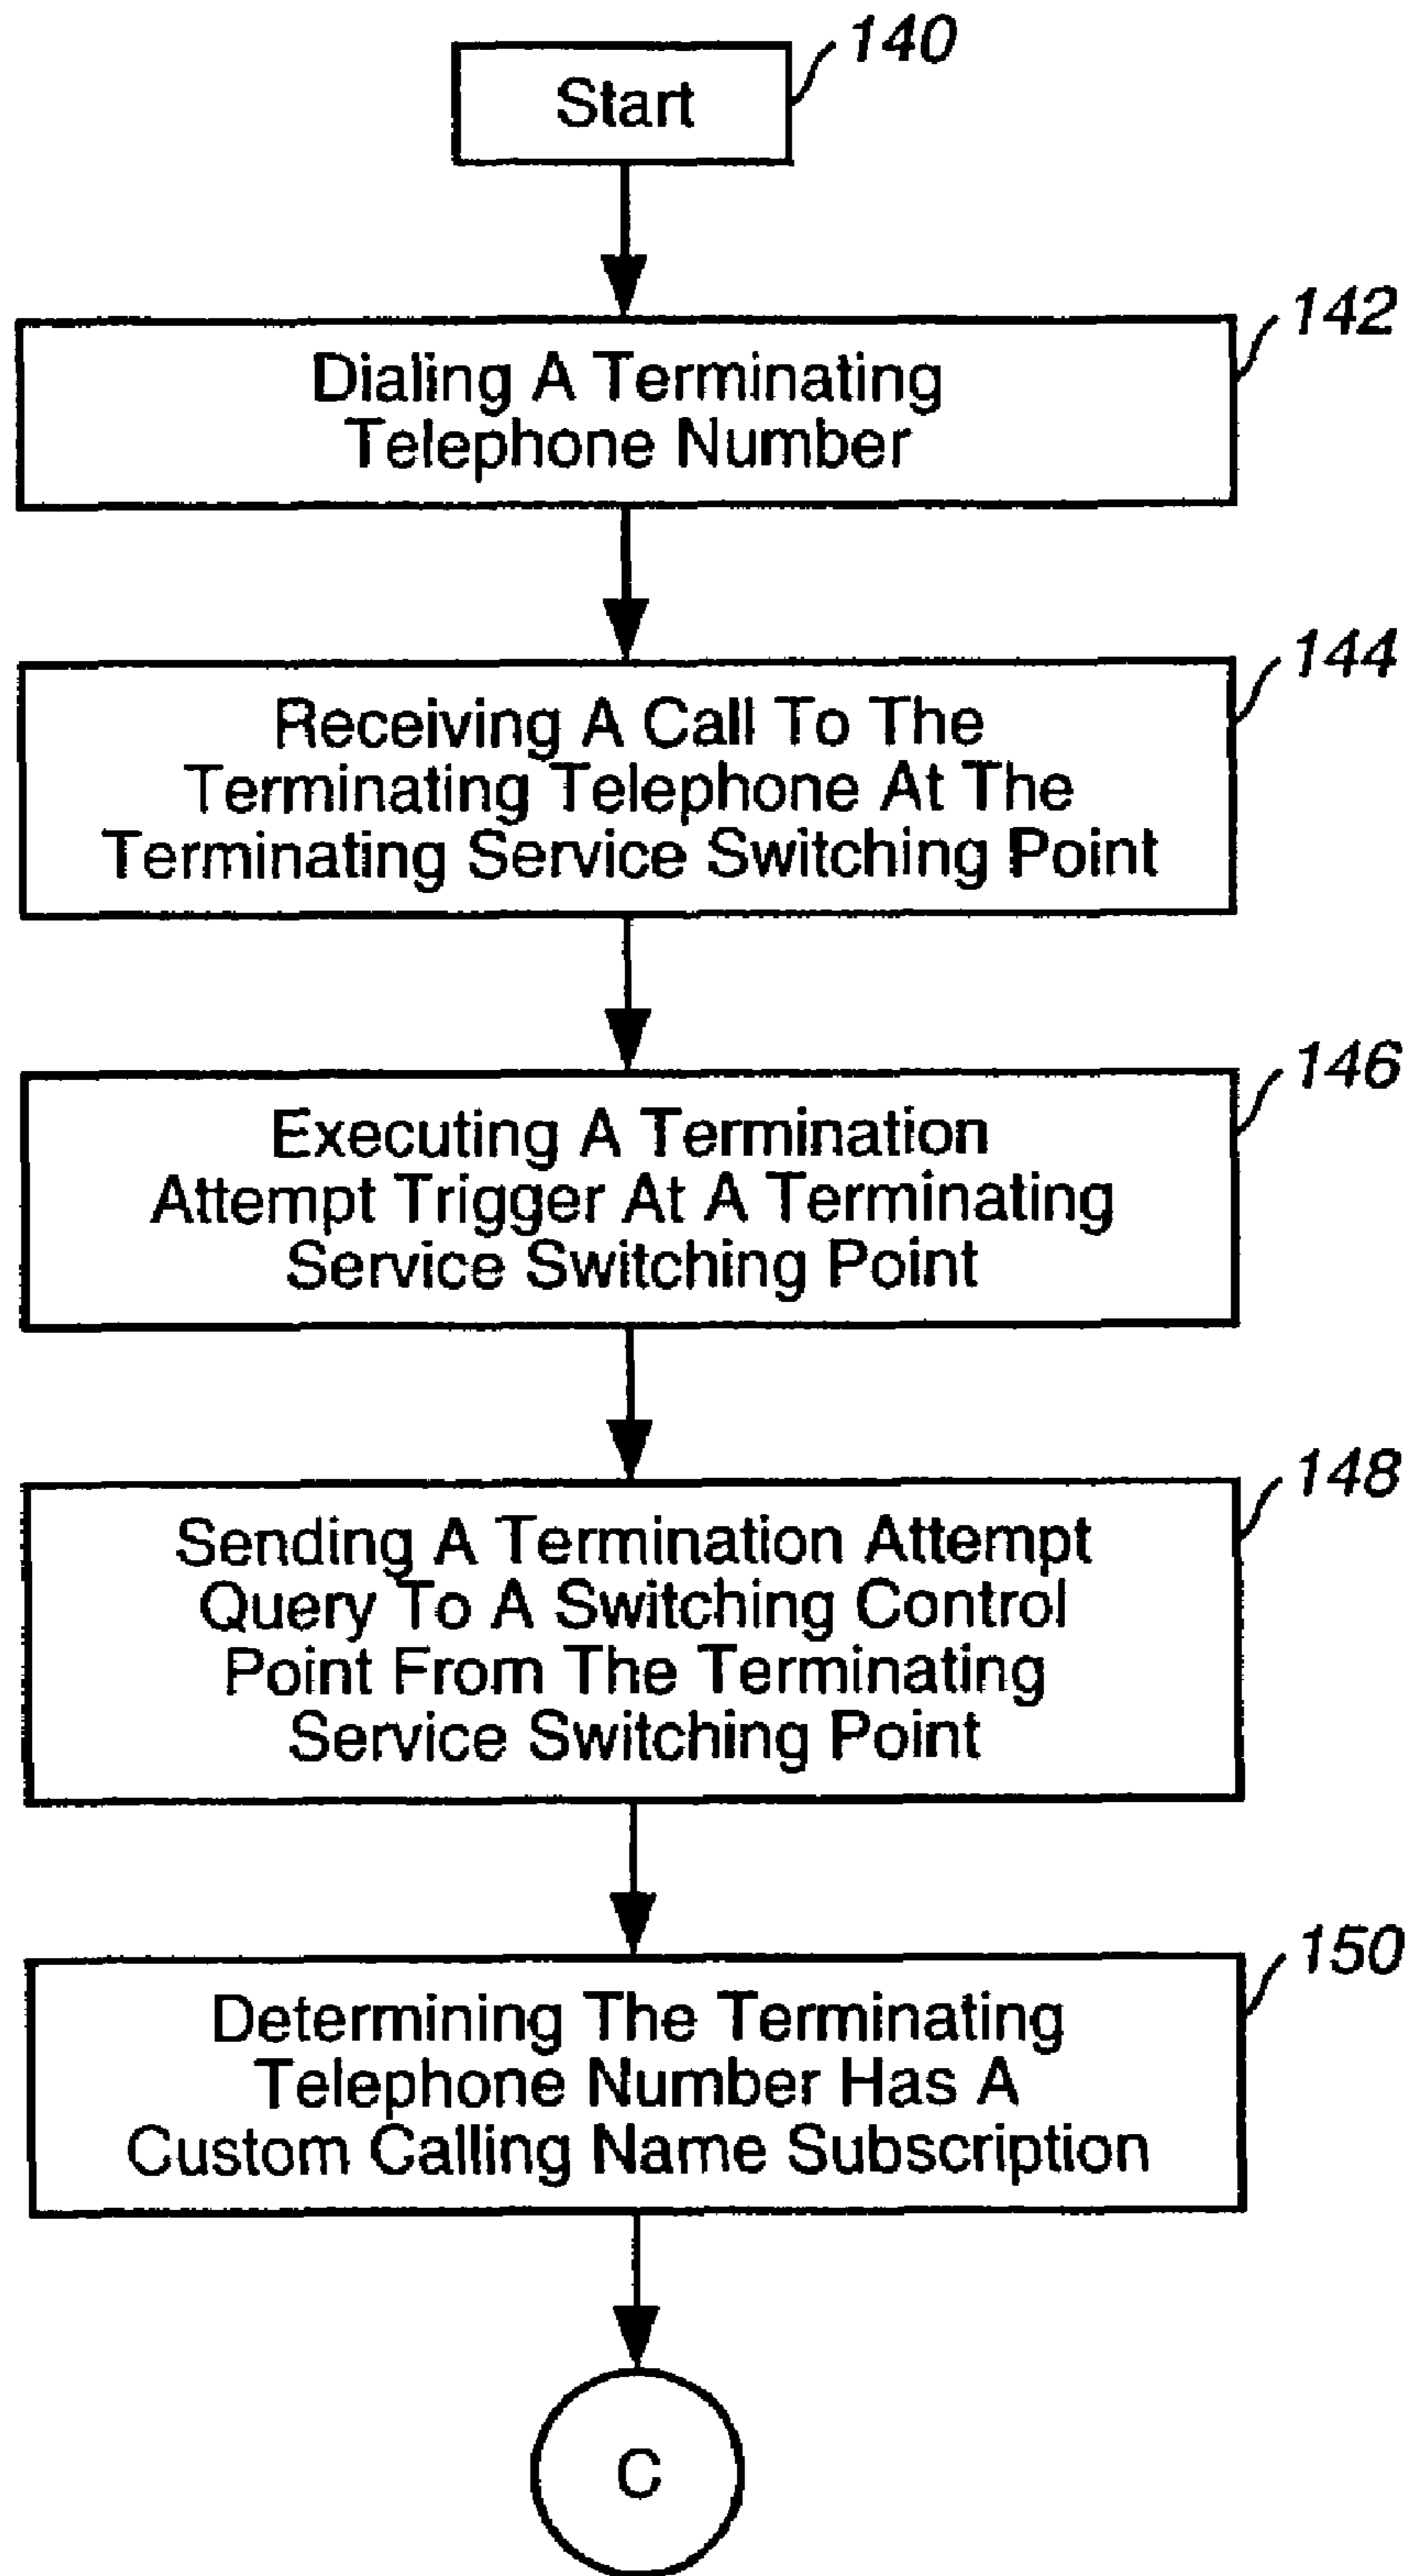 140
Start
142
Dialing A Terminating
Telephone Number
144
Receiving A Call To The
Terminating Telephone At The
Terminating Service Switching Point
146
Executing A Termination
Attempt Trigger At A Terminating
Service Switching Point
148
Sending A Termination Attempt
Query To A Switching Control
Point From The Terminating
Service Switching Point
150
Determining The Terminating
Telephone Number Has A
Custom Calling Name Subscription
C